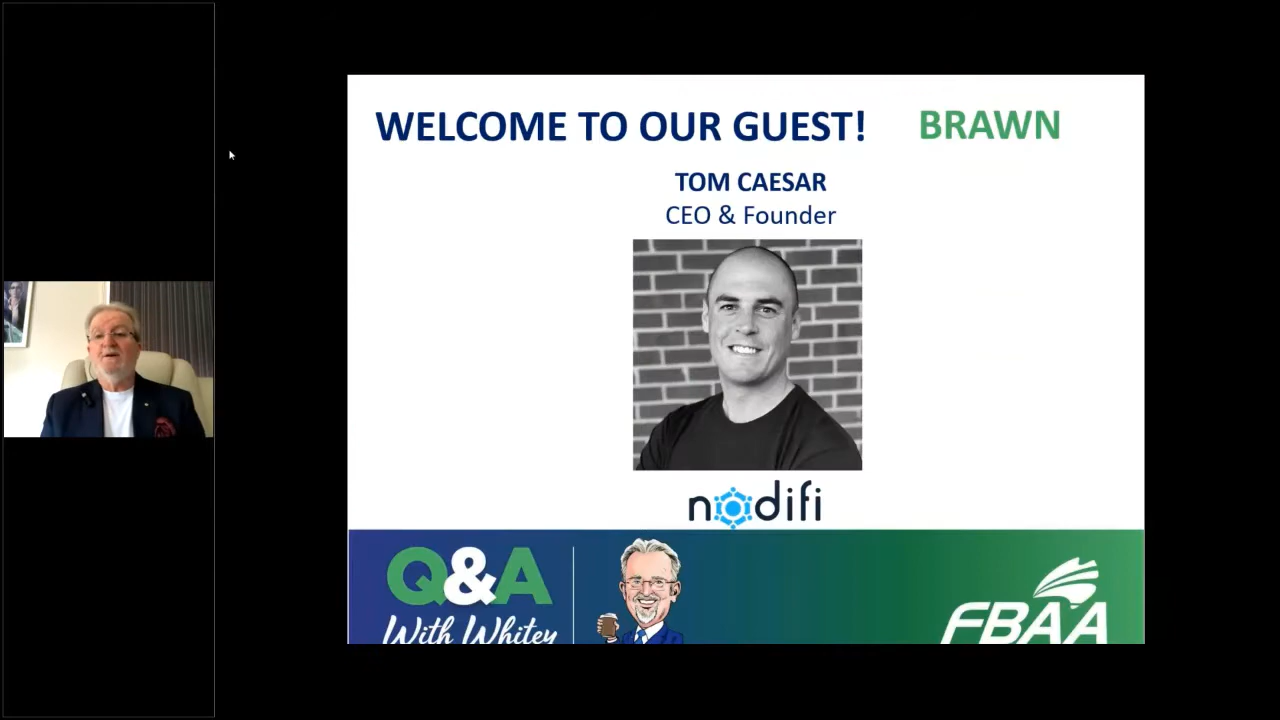 WELCOME TO OUR GUEST!
BRAWN
TOM CAESAR
CEO & Founder
nodifi
Q&A
With Whitey
FBAA